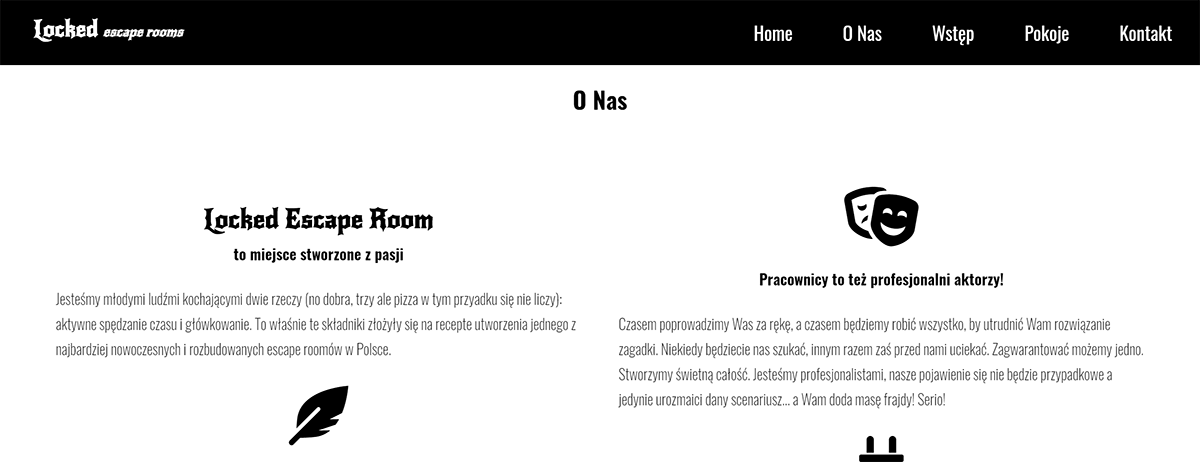 Locked escape rooms
Home
O Nas
Wstęp
Pokoje
Kontakt
O Nas
Locked Escape Room
to miejsce stworzone z pasji
Jesteśmy młodymi ludźmi kochającymi dwie rzeczy (no dobra, trzy ale pizza w tym przyadku się nie liczy):
aktywne spędzanie czasu i główkowanie. To właśnie te składniki złożyły się na recepte utworzenia jednego z
najbardziej nowoczesnych i rozbudowanych escape roomów w Polsce.
Pracownicy to też profesjonalni aktorzy!
Czasem poprowadzimy Was za rękę, a czasem będziemy robić wszystko, by utrudnić Wam rozwiązanie
zagadki. Niekiedy będziecie nas szukać, innym razem zaś przed nami uciekać. Zagwarantować możemy jedno.
Stworzymy świetną całość. Jesteśmy profesjonalistami, nasze pojawienie się nie będzie przypadkowe a
jedynie urozmaici dany scenariusz... a Wam doda masę frajdy! Serio!